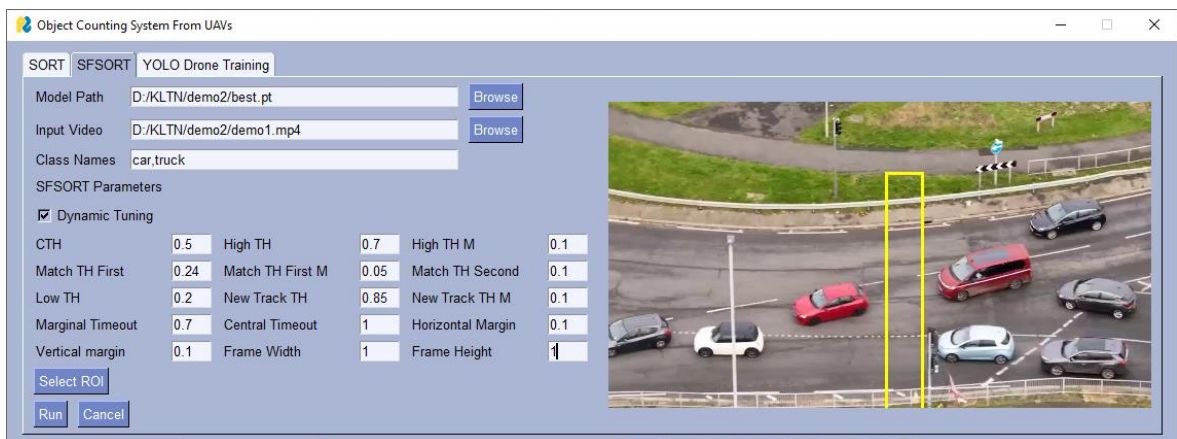 Object Counting System From UAVs
SORT SFSORT YOLO Drone Training
Model Path D:/KLTN/demo2/best.pt Browse
Input Video D:/KLTN/demo2/demo1.mp4 Browse
Class Names car,truck
SFSORT Parameters
Dynamic Tuning
CTH 0.5 High TH 0.7 High TH M 0.1
Match TH First 0.24 Match TH First M 0.05 Match TH Second 0.1
Low TH 0.2 New Track TH 0.85 New Track TH M 0.1
Marginal Timeout 0.7 Central Timeout 1 Horizontal Margin 0.1
Vertical margin 0.1 Frame Width 1 Frame Height 1
Select ROI
Run Cancel